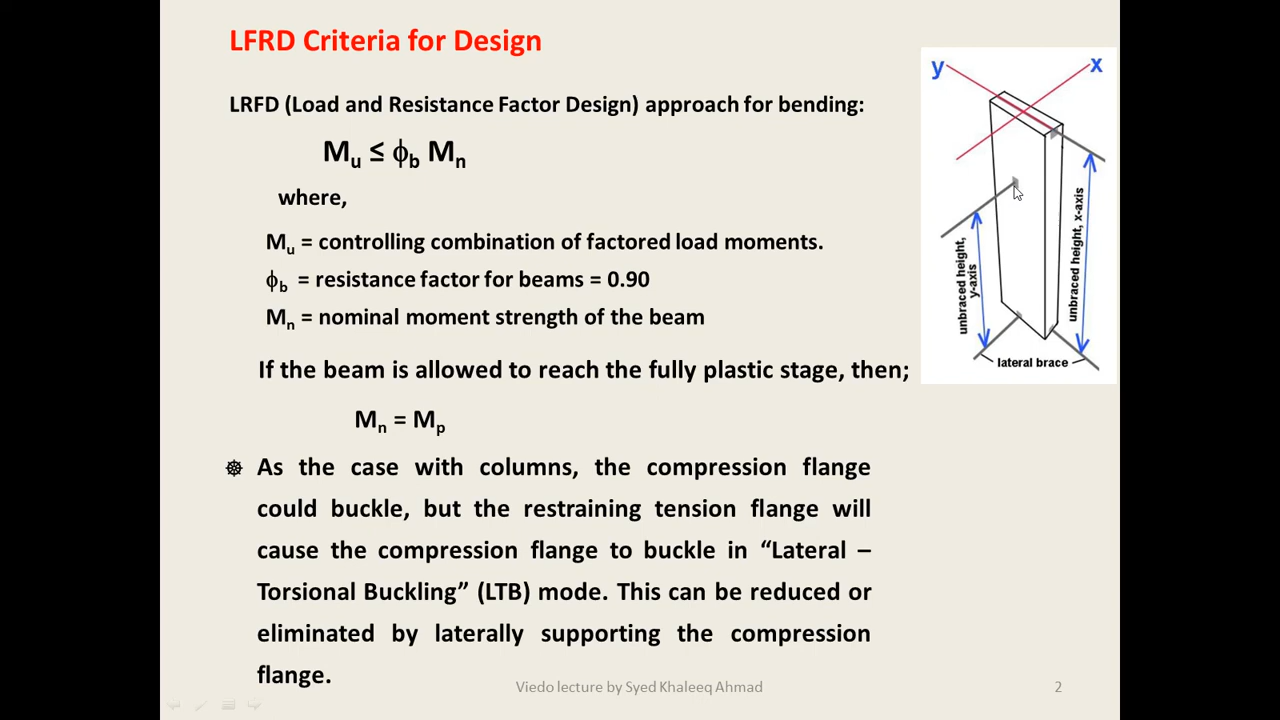 LFRD Criteria for Design
LRFD (Load and Resistance Factor Design) approach for bending:
Mu ≤ ϕb Mn
where,
Mu = controlling combination of factored load moments.
ϕb = resistance factor for beams = 0.90
Mn = nominal moment strength of the beam
If the beam is allowed to reach the fully plastic stage, then;
Mn = Mp
As the case with columns, the compression flange
could buckle, but the restraining tension flange will
cause the compression flange to buckle in “Lateral –
Torsional Buckling” (LTB) mode. This can be reduced or
eliminated by laterally supporting the compression
flange.
y
x
unbraced height,
y-axis
unbraced height, x-axis
lateral brace
Viedo lecture by Syed Khaleeq Ahmad
2